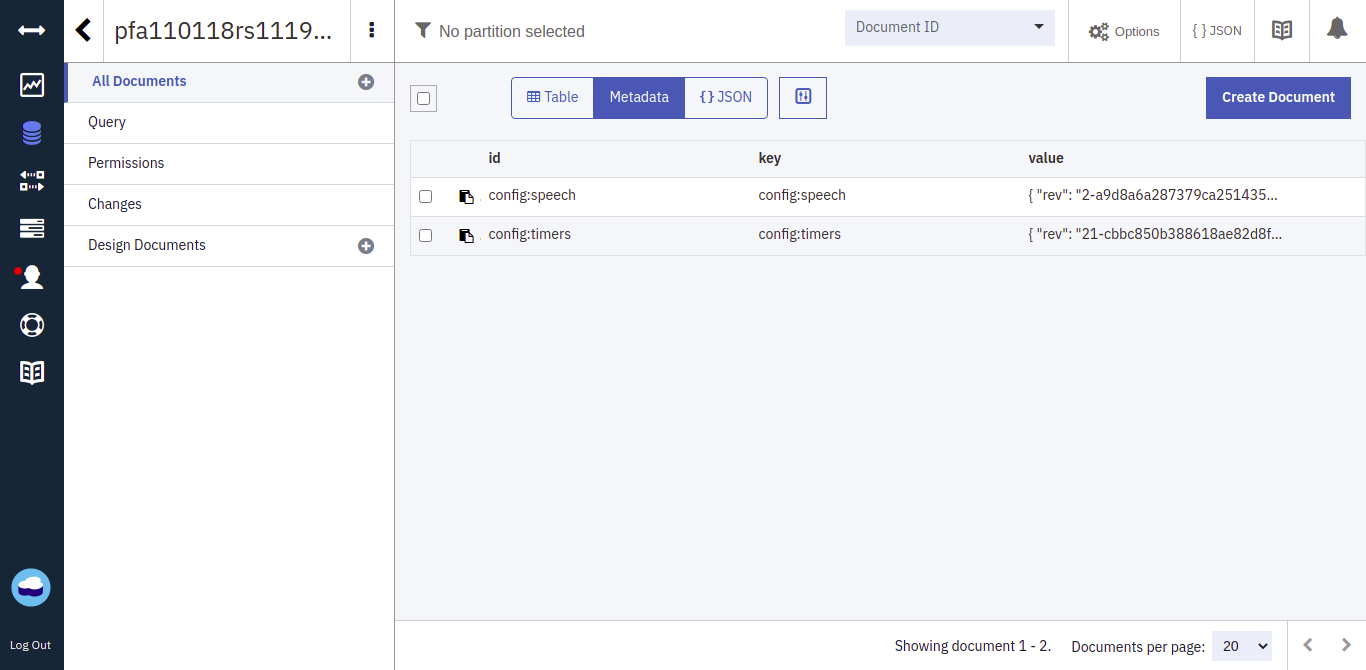 pfa110118rs1119...
No partition selected
Document ID
Options
{ } JSON
All Documents
Query
Permissions
Changes
Design Documents
Table
Metadata
{ } JSON
Create Document
id key value
config:speech config:speech { "rev": "2-a9d8a6a287379ca251435...
config:timers config:timers { "rev": "21-cbbc850b388618ae82d8f...
Log Out
Showing document 1 - 2. Documents per page: 20